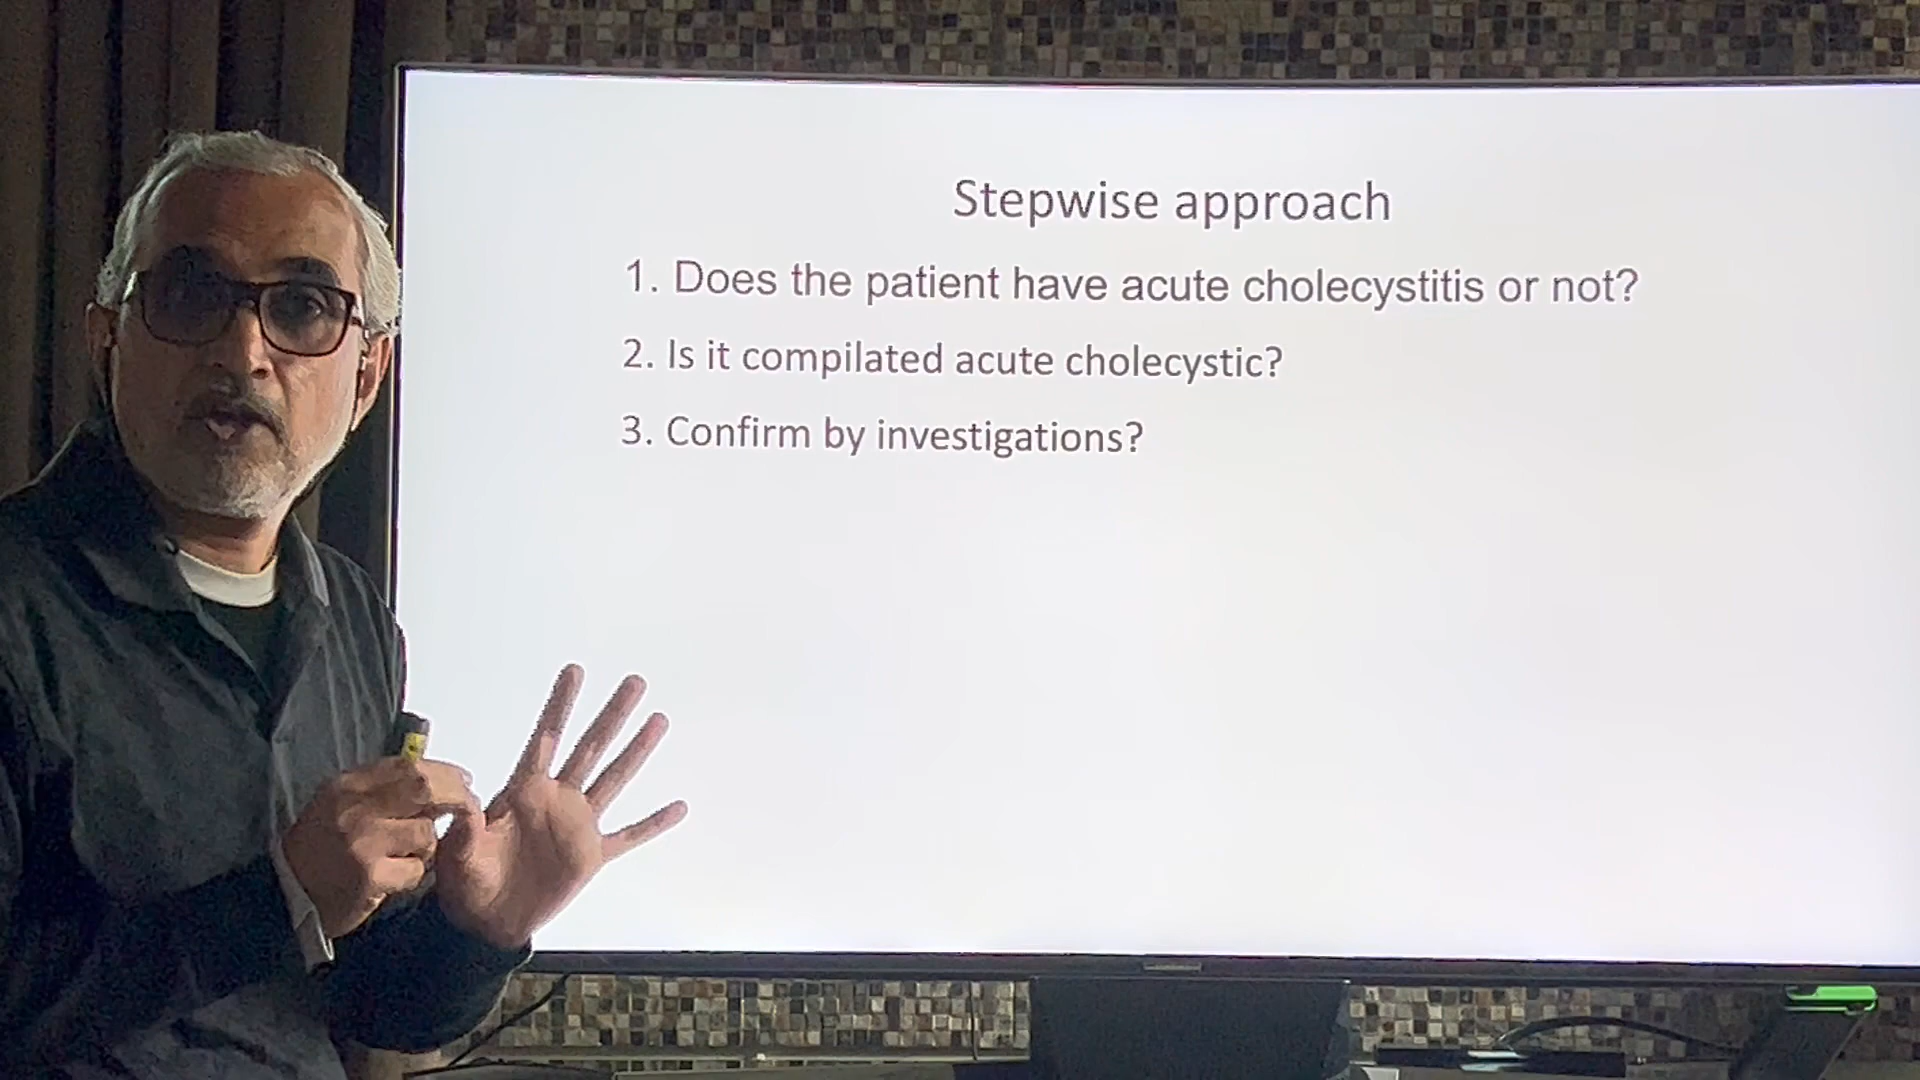 Stepwise approach
1. Does the patient have acute cholecystitis or not?
2. Is it compilated acute cholecystic?
3. Confirm by investigations?